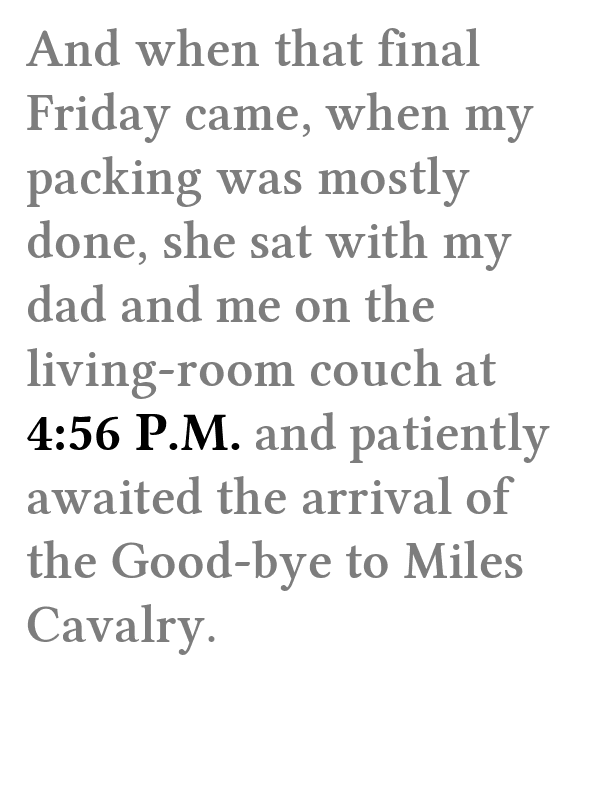 And when that final
Friday came, when my
packing was mostly
done, she sat with my
dad and me on the
living-room couch at
4:56 P.M. and patiently
awaited the arrival of
the Good-bye to Miles
Cavalry.